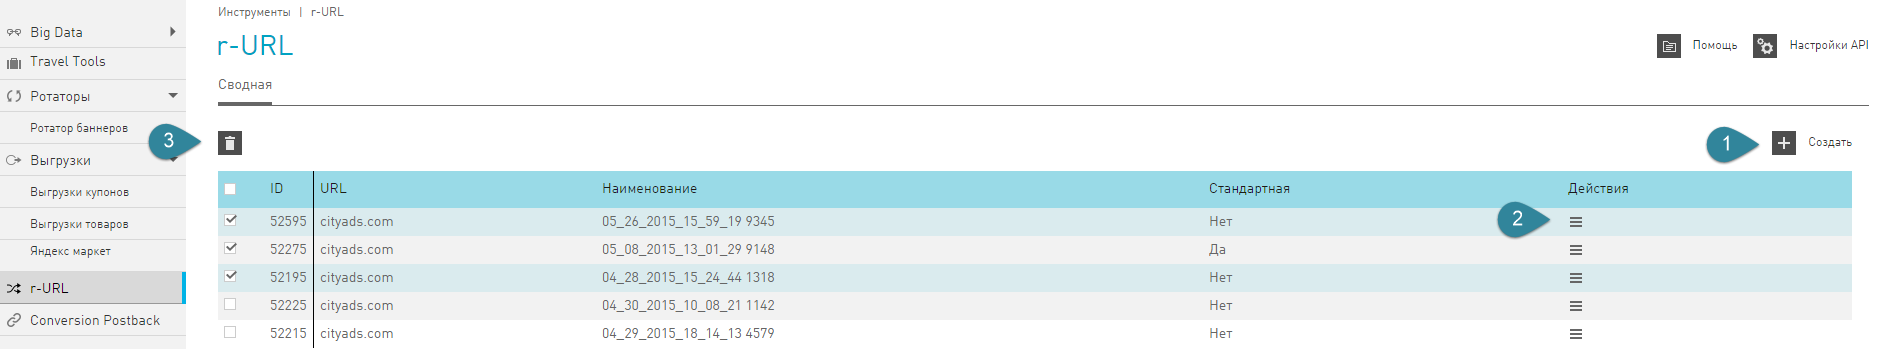 Big Data
Travel Tools
Ротаторы
Ротатор баннеров
Выгрузки
Выгрузки купонов
Выгрузки товаров
Яндекс маркет
r-URL
Conversion Postback
Инструменты | r-URL
r-URL
Помощь Настройки API
Сводная
3
1 Создать
ID URL Наименование Стандартная Действия
52595 cityads.com 05_26_2015_15_59_19 9345 Нет 2
52275 cityads.com 05_08_2015_13_01_29 9148 Да
52195 cityads.com 04_28_2015_15_24_44 1318 Нет
52225 cityads.com 04_30_2015_10_08_21 1142 Нет
52215 cityads.com 04_29_2015_18_14_13 4579 Нет